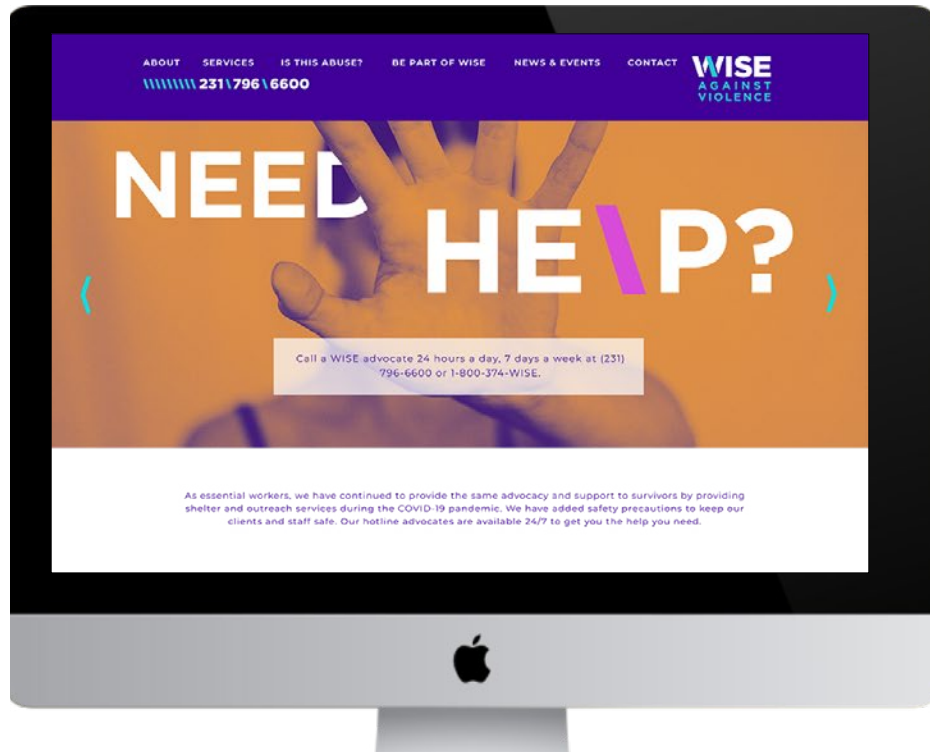 ABOUT SERVICES IS THIS ABUSE? BE PART OF WISE NEWS & EVENTS CONTACT
\\\\\\\\\ 231\796\6600
WISE
AGAINST
VIOLENCE
NEED
HE\P?
Call a WISE advocate 24 hours a day, 7 days a week at (231)
796-6600 or 1-800-374-WISE.
As essential workers, we have continued to provide the same advocacy and support to survivors by providing
shelter and outreach services during the COVID-19 pandemic. We have added safety precautions to keep our
clients and staff safe. Our hotline advocates are available 24/7 to get you the help you need.